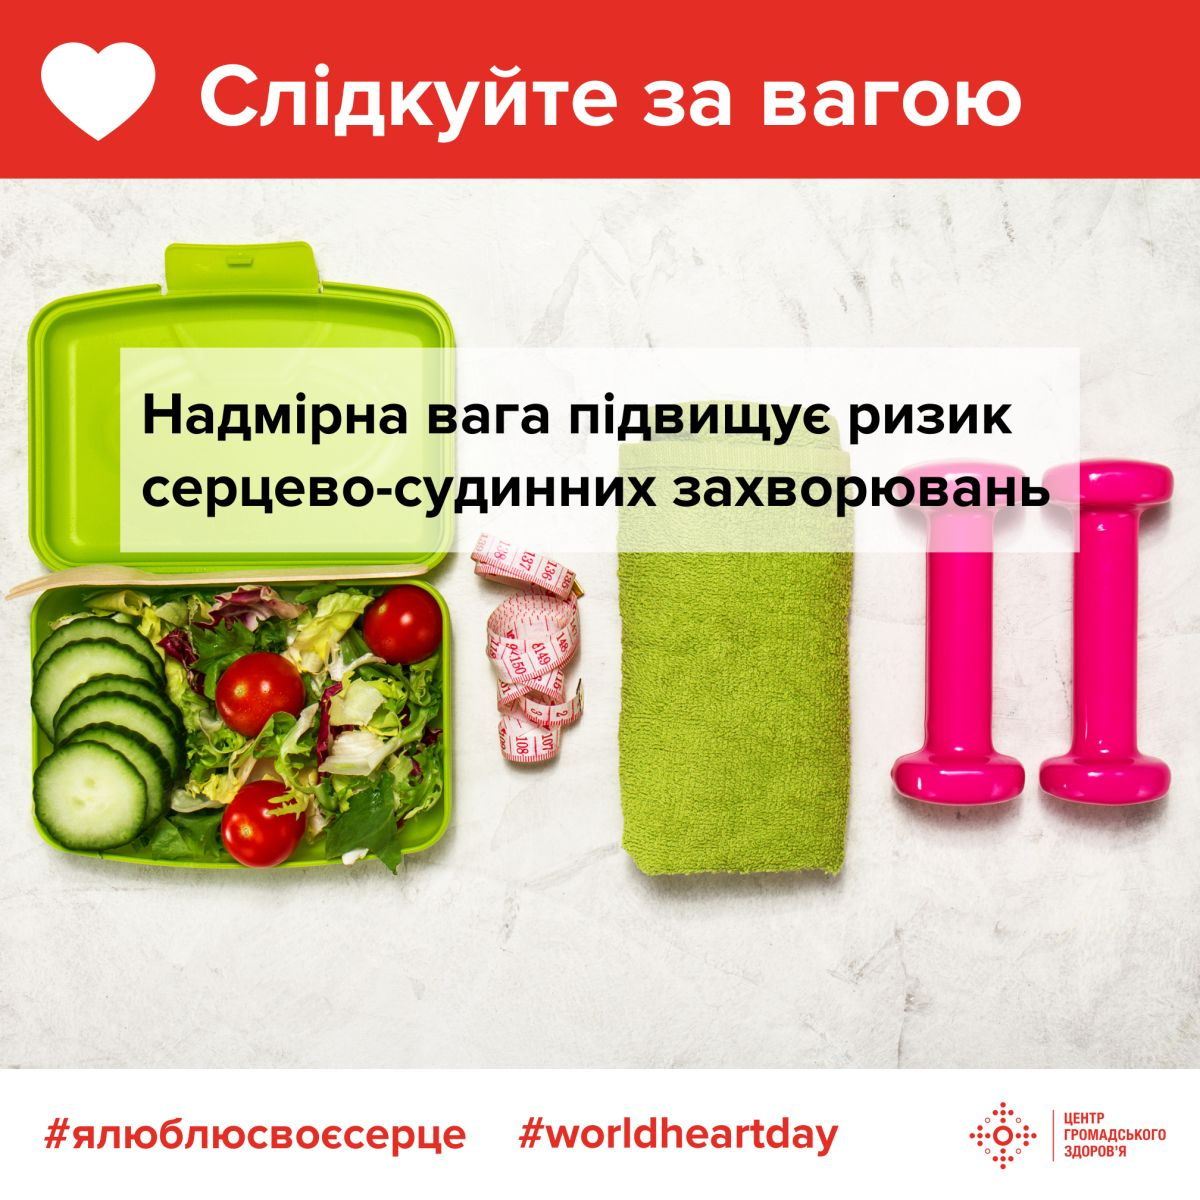 Слідкуйте за вагою
Надмірна вага підвищує ризик
серцево-судинних захворювань
#ялюблюсвоєсерце
#worldheartday
ЦЕНТР
ГРОМАДСЬКОГО
ЗДОРОВ'Я